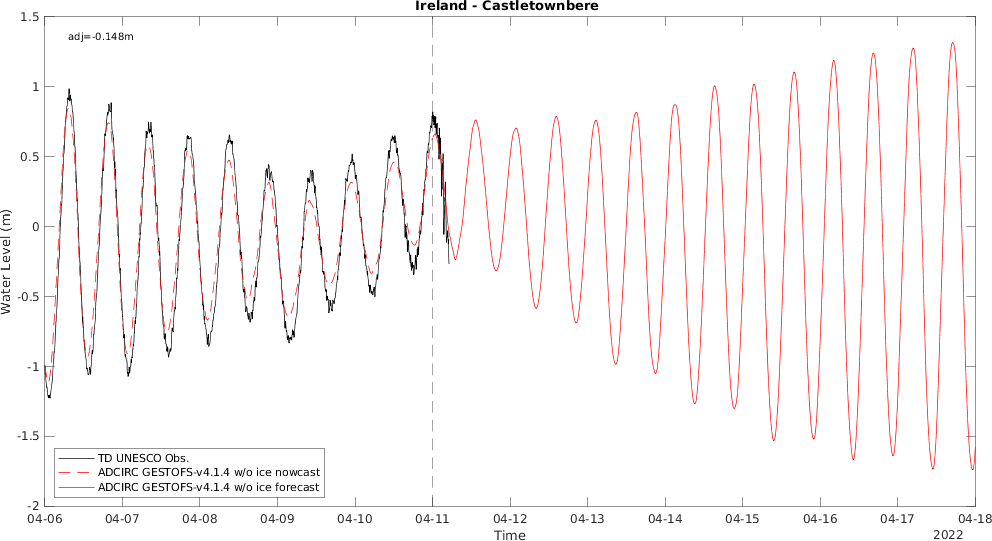 Ireland - Castletownbere
adj=-0.148m
1.5
1
0.5
0
-0.5
-1
-1.5
-2
Water Level (m)
TD UNESCO Obs.
ADCIRC GESTOFS-v4.1.4 w/o ice nowcast
ADCIRC GESTOFS-v4.1.4 w/o ice forecast
04-06 04-07 04-08 04-09 04-10 04-11 04-12 04-13 04-14 04-15 04-16 04-17 04-18
Time
2022